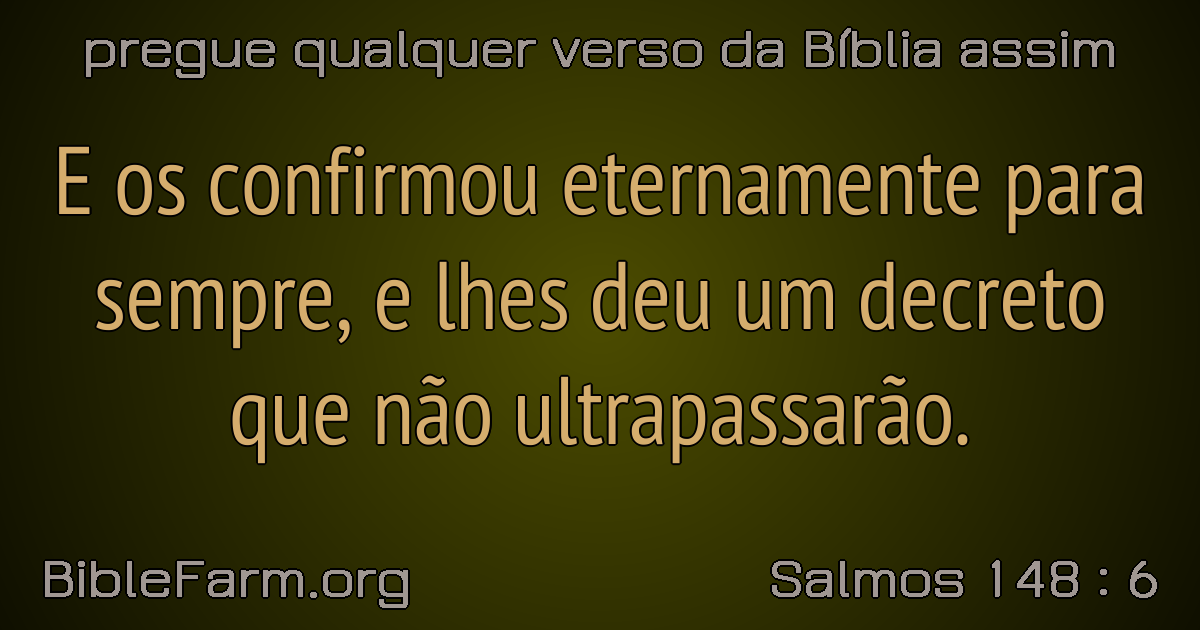 pregue qualquer verso da Bíblia assim
E os confirmou eternamente para
sempre, e lhes deu um decreto
que não ultrapassarão.
BibleFarm.org
Salmos 148 : 6